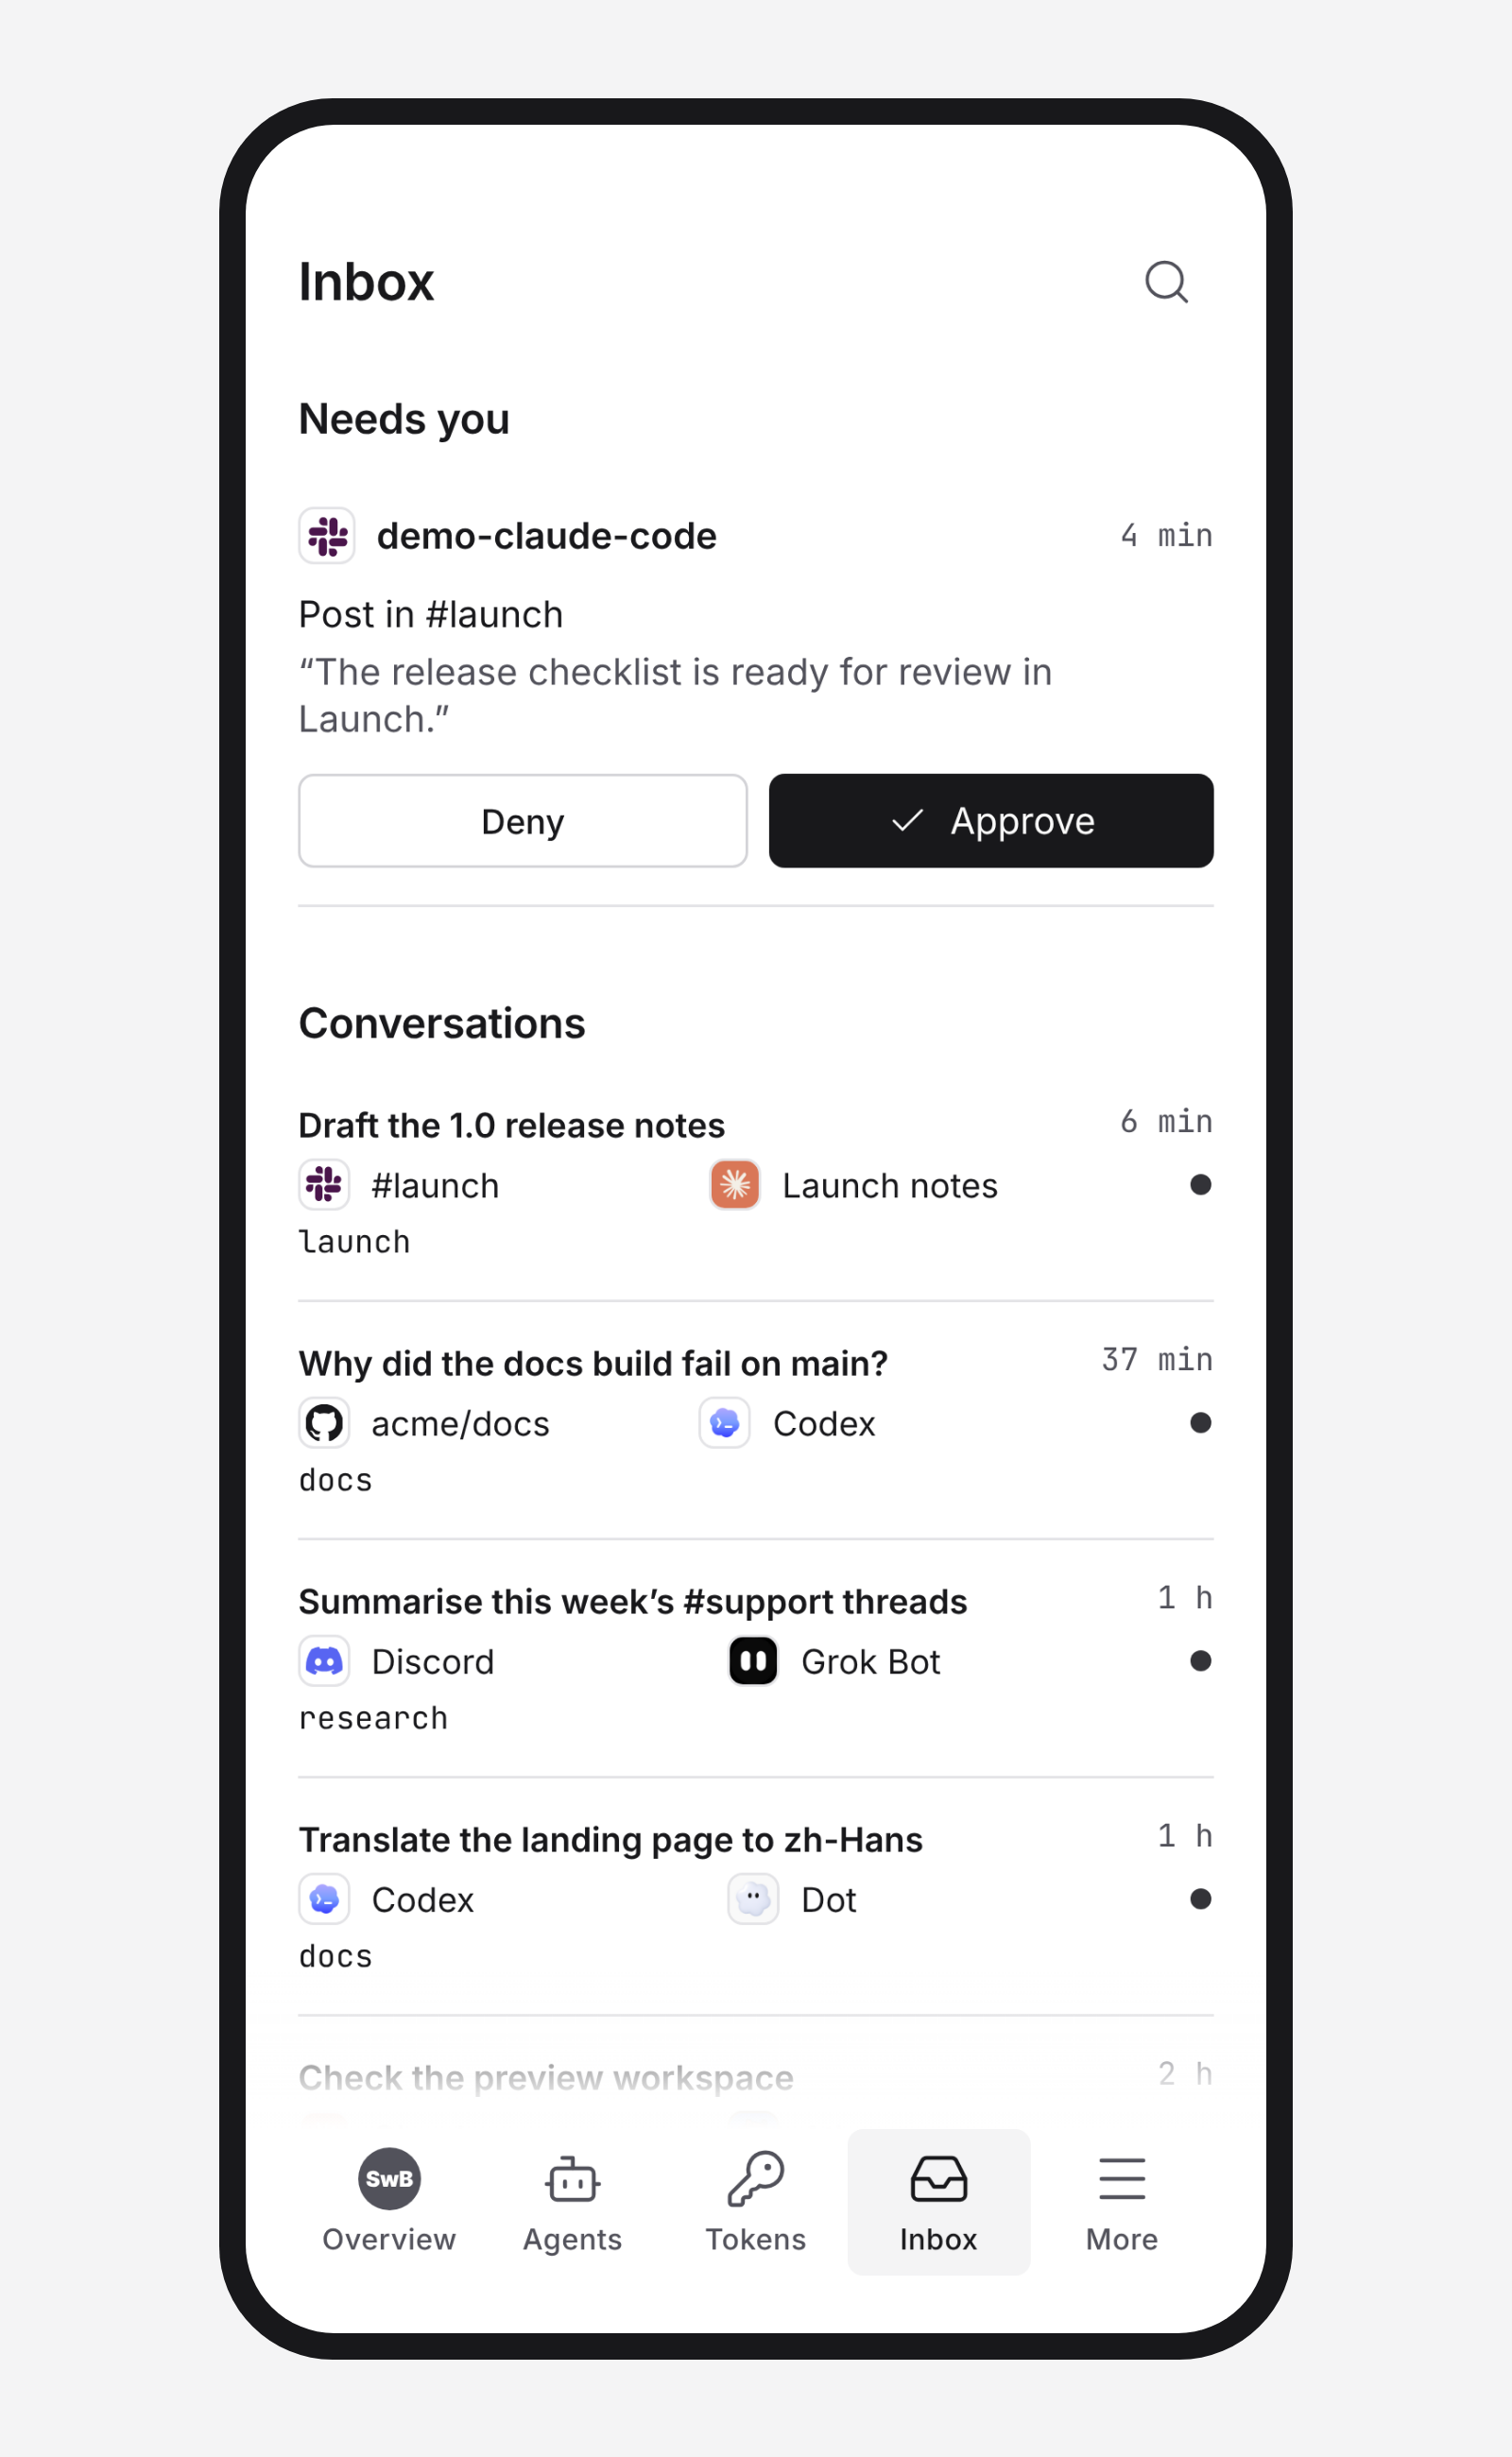 Inbox
Needs you
demo-claude-code 4 min
Post in #launch
“The release checklist is ready for review in
Launch.”
Deny Approve
Conversations
Draft the 1.0 release notes 6 min
#launch Launch notes
launch
Why did the docs build fail on main? 37 min
acme/docs Codex
docs
Summarise this week’s #support threads 1 h
Discord Grok Bot
research
Translate the landing page to zh-Hans 1 h
Codex Dot
docs
Check the preview workspace 2 h
SwB
Overview Agents Tokens Inbox More